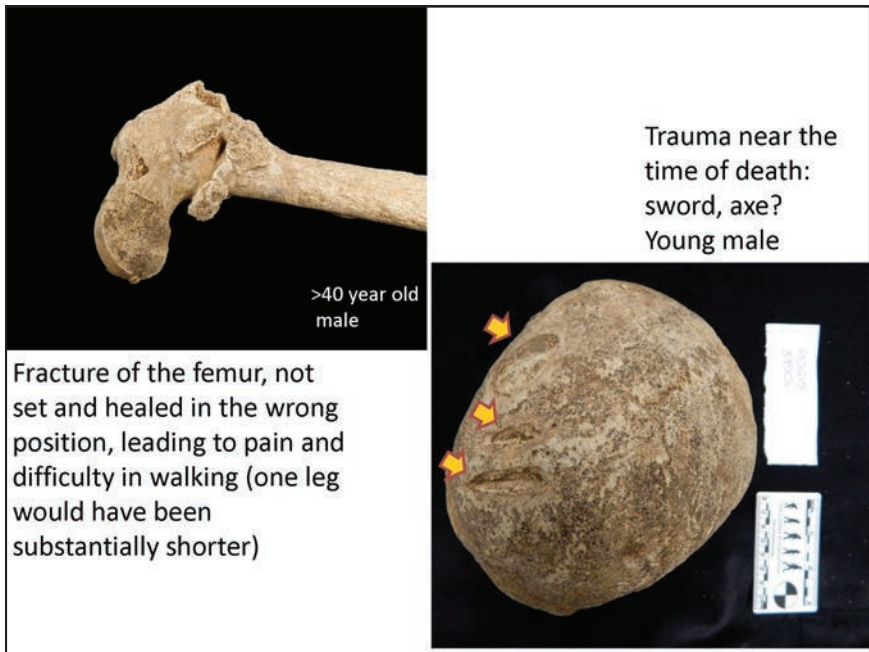 >40 year old
male
Fracture of the femur, not
set and healed in the wrong
position, leading to pain and
difficulty in walking (one leg
would have been
substantially shorter)
Trauma near the
time of death:
sword, axe?
Young male